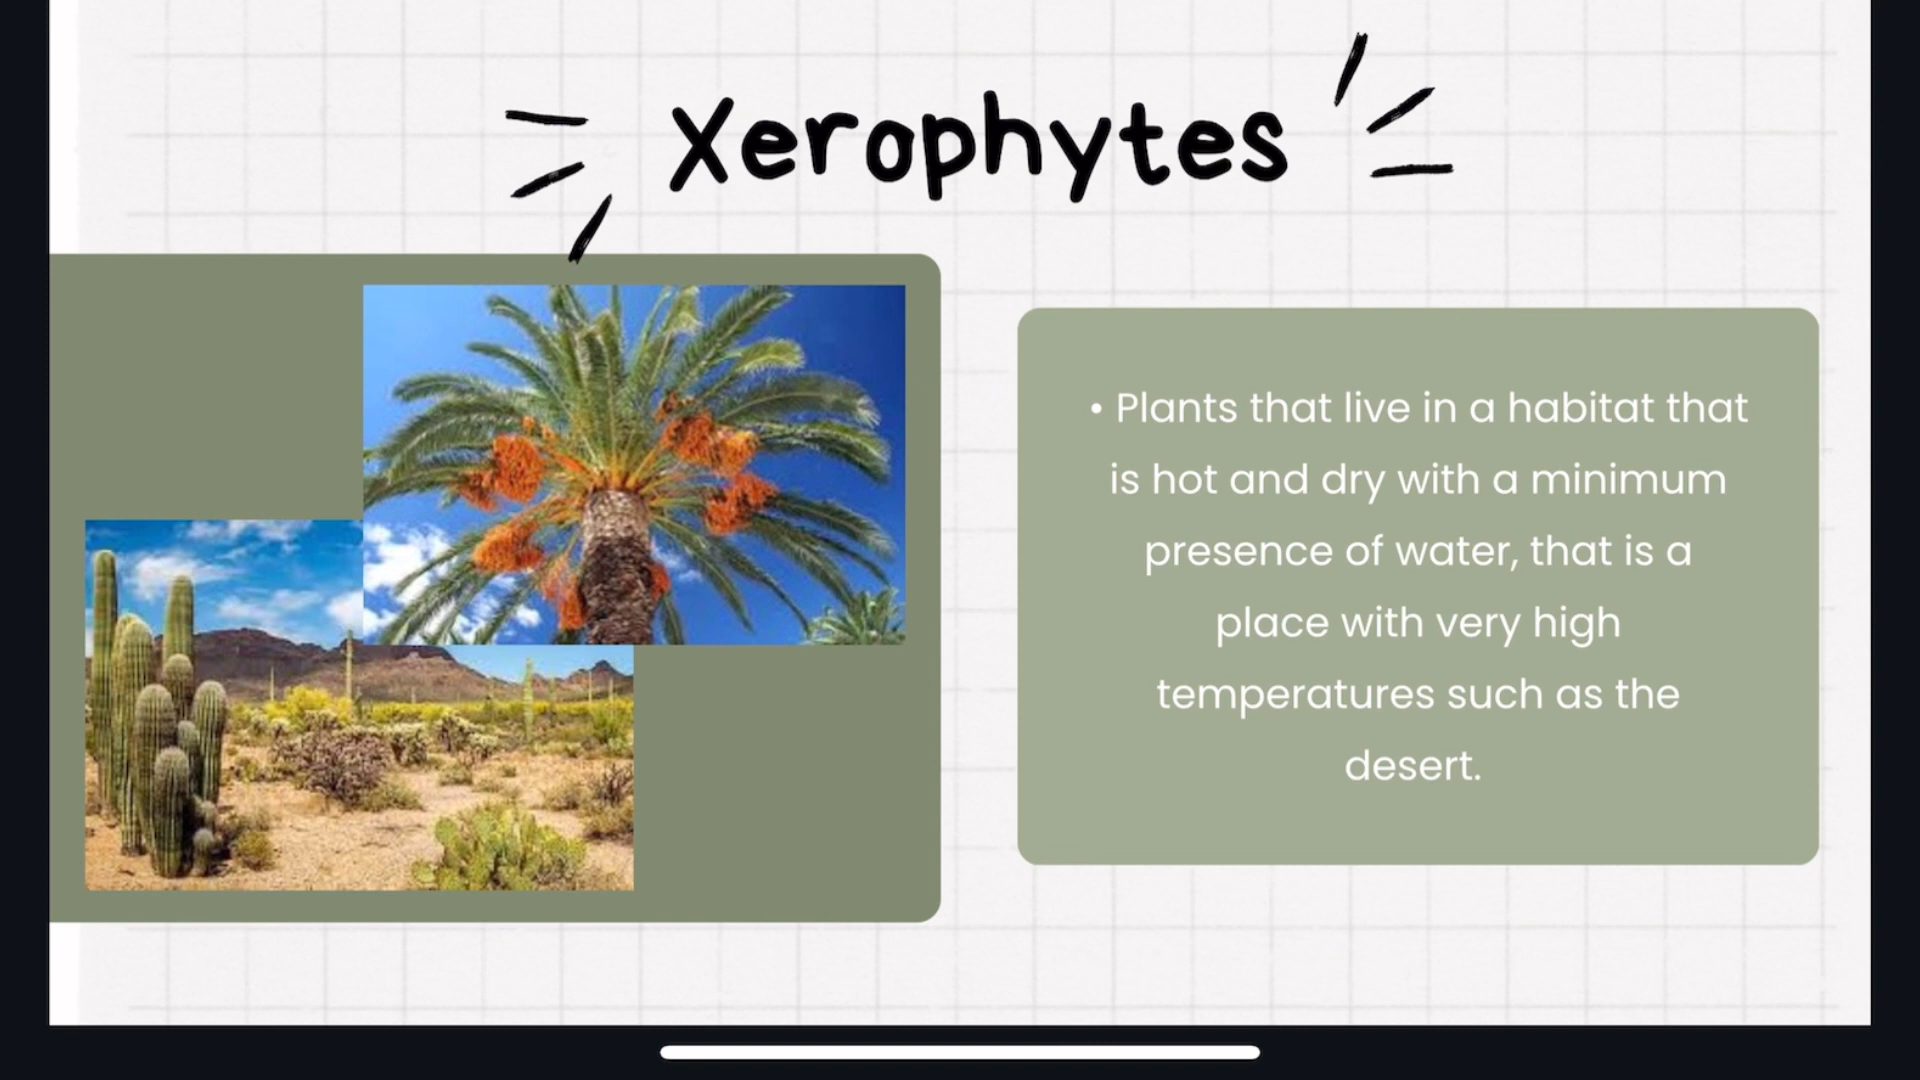 Xerophytes
• Plants that live in a habitat that
is hot and dry with a minimum
presence of water, that is a
place with very high
temperatures such as the
desert.